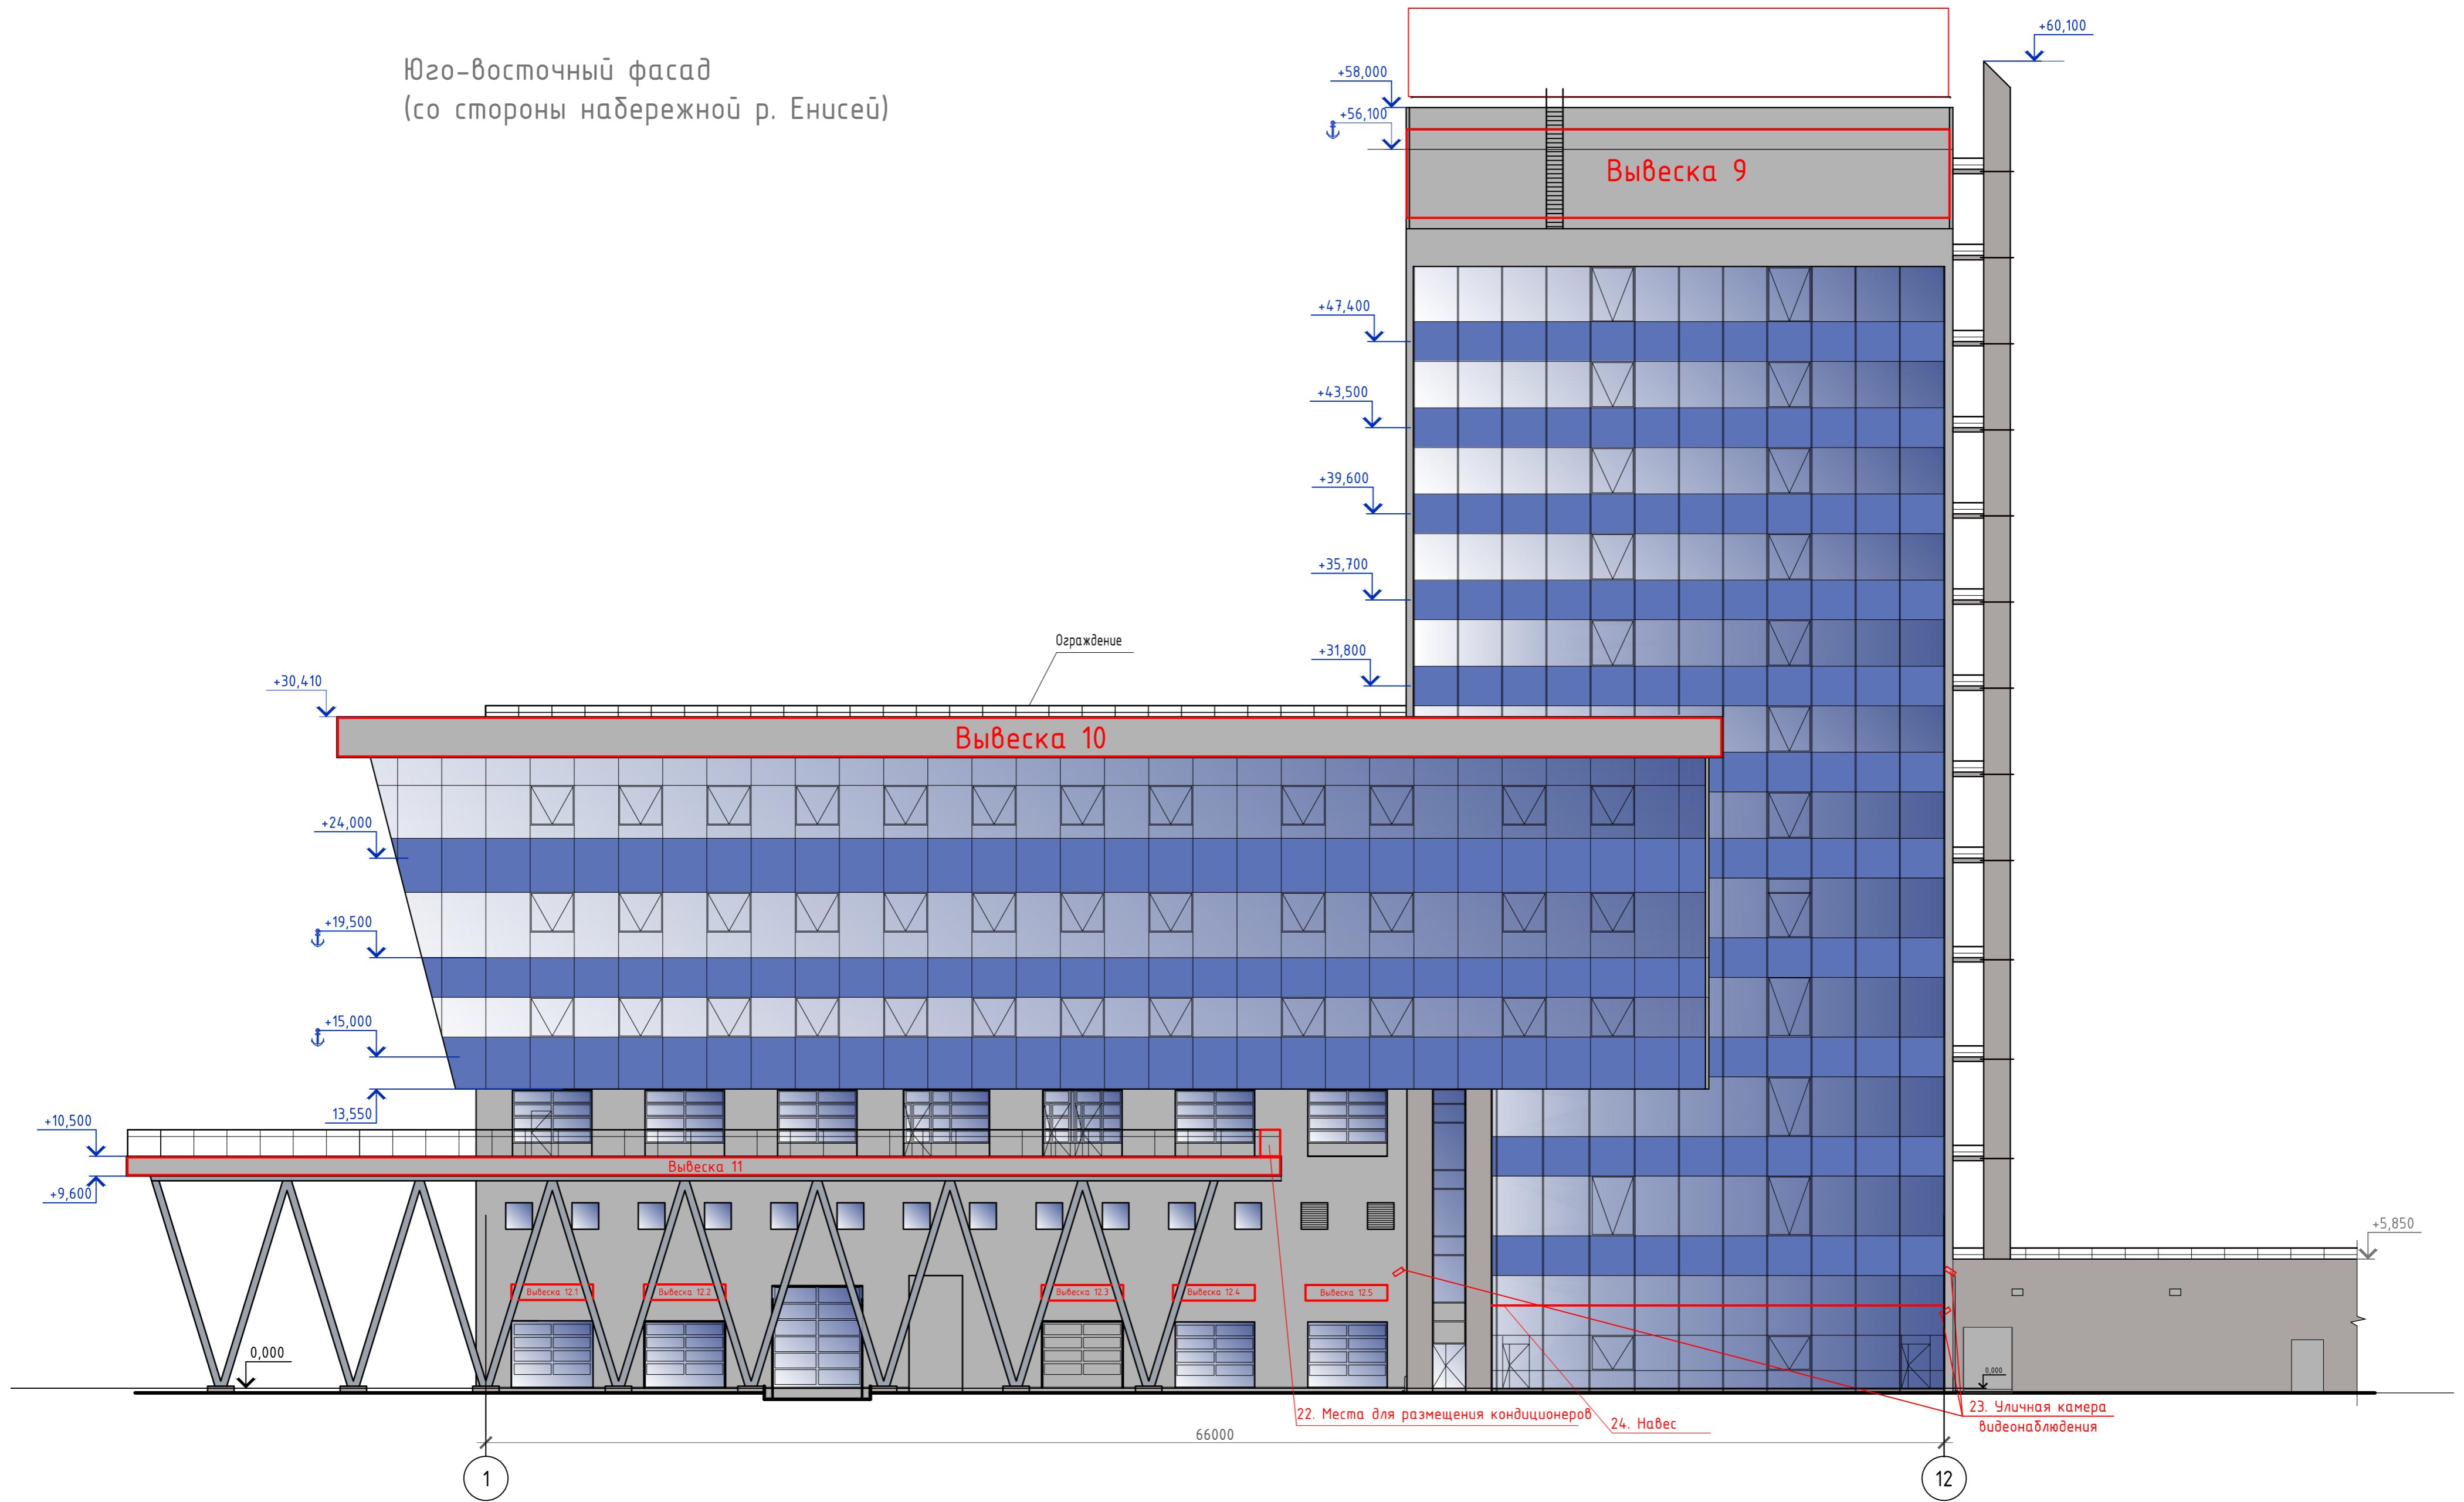 Юго-восточный фасад
(со стороны набережной р. Енисей)
+60,100
+58,000
+56,100
Вывеска 9
+47,400
+43,500
+39,600
+35,700
+31,800
Ограждение
+30,410
Вывеска 10
+24,000
+19,500
+15,000
13,550
+10,500
Вывеска 11
+9,600
+5,850
Вывеска 12.1
Вывеска 12.2
Вывеска 12.3
Вывеска 12.4
Вывеска 12.5
0,000
0,000
22. Места для размещения кондиционеров
24. Навес
23. Уличная камера
видеонаблюдения
66000
1
12